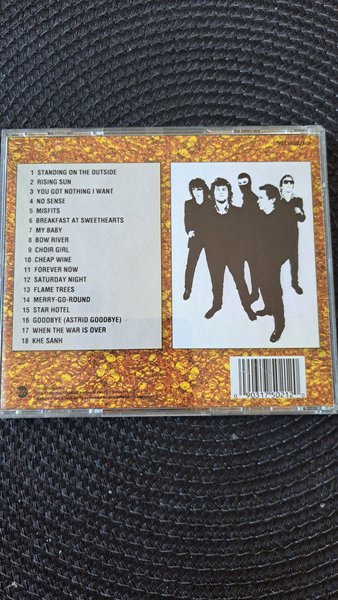 1 STANDING ON THE OUTSIDE
2 RISING SUN
3 YOU GOT NOTHING I WANT
4 NO SENSE
5 MISFITS
6 BREAKFAST AT SWEETHEARTS
7 MY BABY
8 BOW RIVER
9 CHOIR GIRL
10 CHEAP WINE
11 FOREVER NOW
12 SATURDAY NIGHT
13 FLAME TREES
14 MERRY-GO-ROUND
15 STAR HOTEL
16 GOODBYE (ASTRID GOODBYE)
17 WHEN THE WAR IS OVER
18 KHE SANH
0 90317 50212